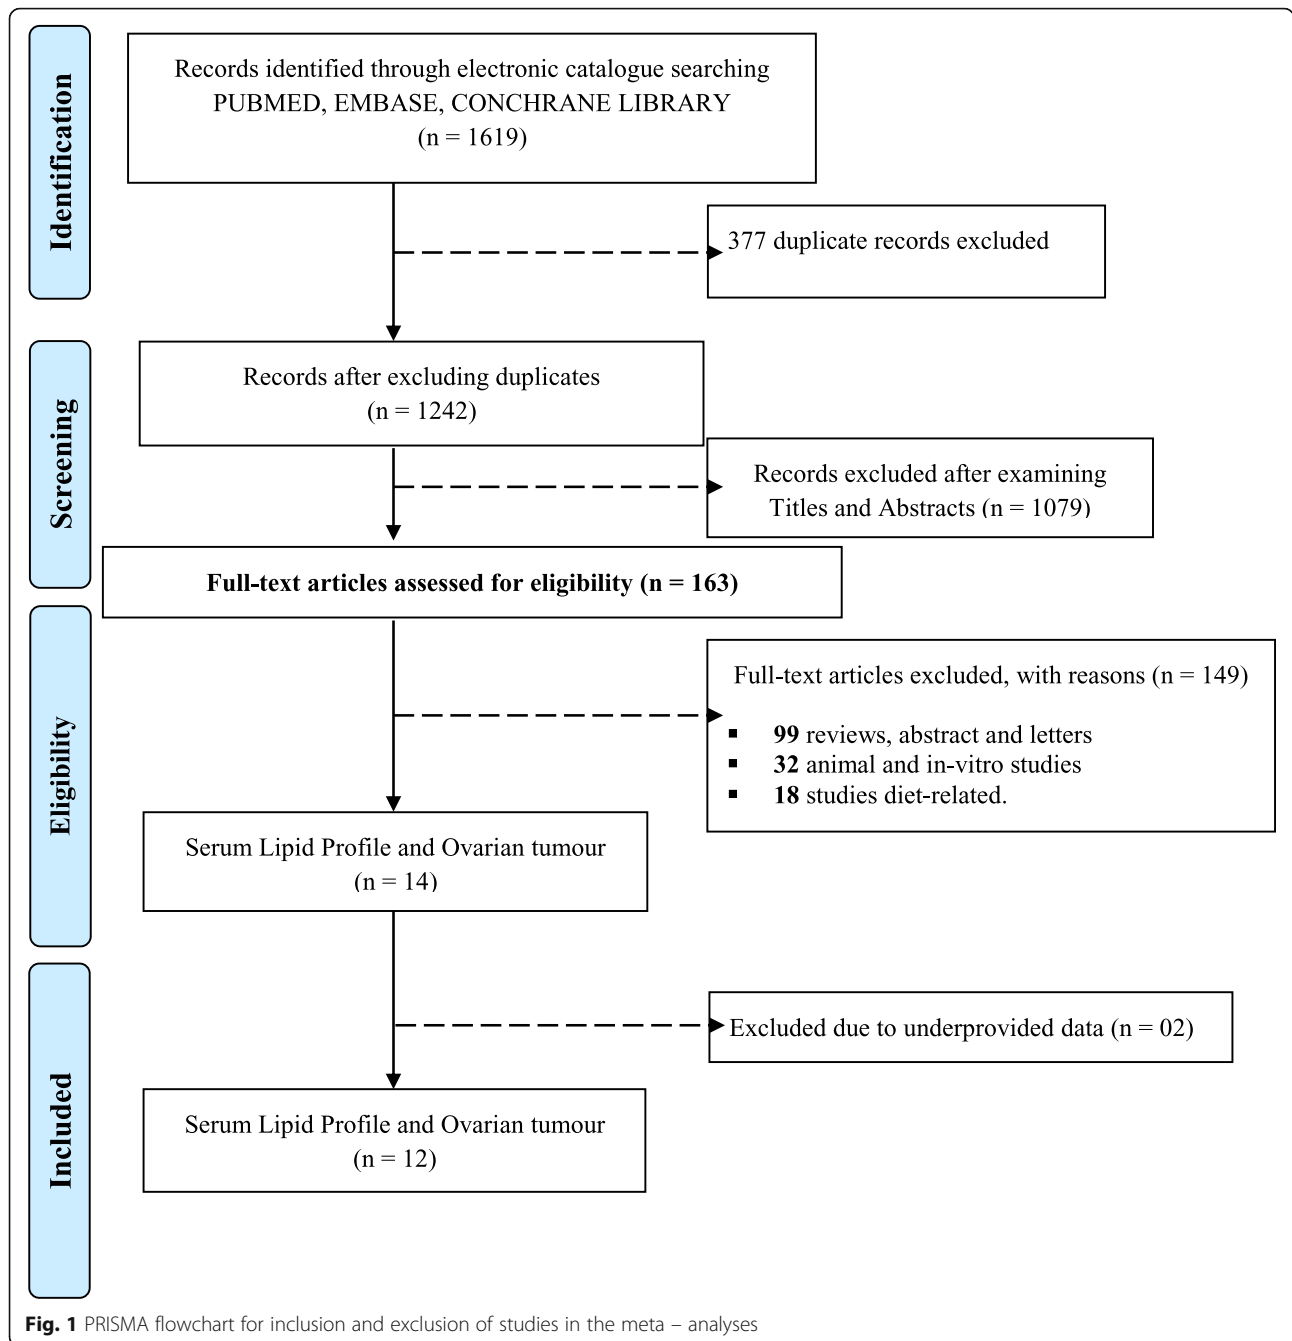 Identification
Records identified through electronic catalogue searching
PUBMED, EMBASE, CONCHRANE LIBRARY
(n = 1619)
377 duplicate records excluded
Screening
Records after excluding duplicates
(n = 1242)
Records excluded after examining
Titles and Abstracts (n = 1079)
Full-text articles assessed for eligibility (n = 163)
Eligibility
Full-text articles excluded, with reasons (n = 149)
▪ 99 reviews, abstract and letters
▪ 32 animal and in-vitro studies
▪ 18 studies diet-related.
Serum Lipid Profile and Ovarian tumour
(n = 14)
Included
Excluded due to underprovided data (n = 02)
Serum Lipid Profile and Ovarian tumour
(n = 12)
Fig. 1 PRISMA flowchart for inclusion and exclusion of studies in the meta – analyses